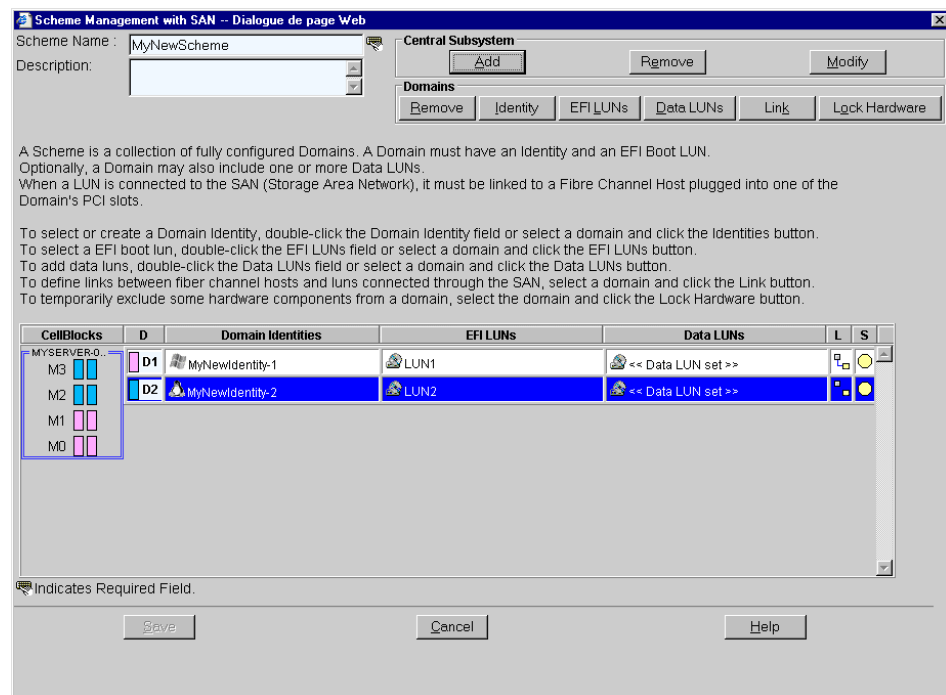 Scheme Management with SAN -- Dialogue de page Web
Scheme Name :
MyNewScheme
Description:
Central Subsystem
Add
Remove
Modify
Domains
Remove
Identity
EFI LUNs
Data LUNs
Link
Lock Hardware
A Scheme is a collection of fully configured Domains. A Domain must have an Identity and an EFI Boot LUN.
Optionally, a Domain may also include one or more Data LUNs.
When a LUN is connected to the SAN (Storage Area Network), it must be linked to a Fibre Channel Host plugged into one of the
Domain's PCI slots.
To select or create a Domain Identity, double-click the Domain Identity field or select a domain and click the Identities button.
To select a EFI boot lun, double-click the EFI LUNs field or select a domain and click the EFI LUNs button.
To add data luns, double-click the Data LUNs field or select a domain and click the Data LUNs button.
To define links between fiber channel hosts and luns connected through the SAN, select a domain and click the Link button.
To temporarily exclude some hardware components from a domain, select the domain and click the Lock Hardware button.
CellBlocks D Domain Identities EFI LUNs Data LUNs L S
MYSERVER-0..
M3
M2
M1
M0
D1 MyNewIdentity-1 LUN1 << Data LUN set >>
D2 MyNewIdentity-2 LUN2 << Data LUN set >>
Indicates Required Field.
Save
Cancel
Help